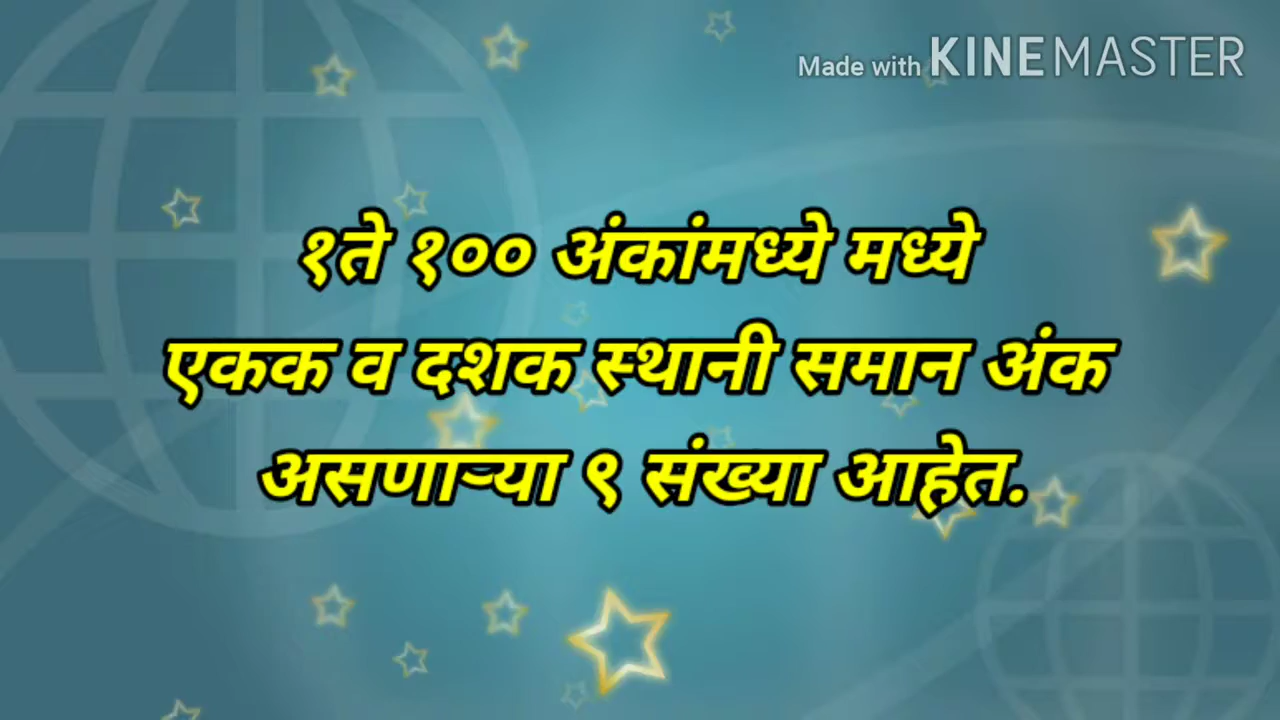 Made with KINEMASTER
१ते १०० अंकांमध्ये मध्ये
एकक व दशक स्थानी समान अंक
असणाऱ्या ९ संख्या आहेत.